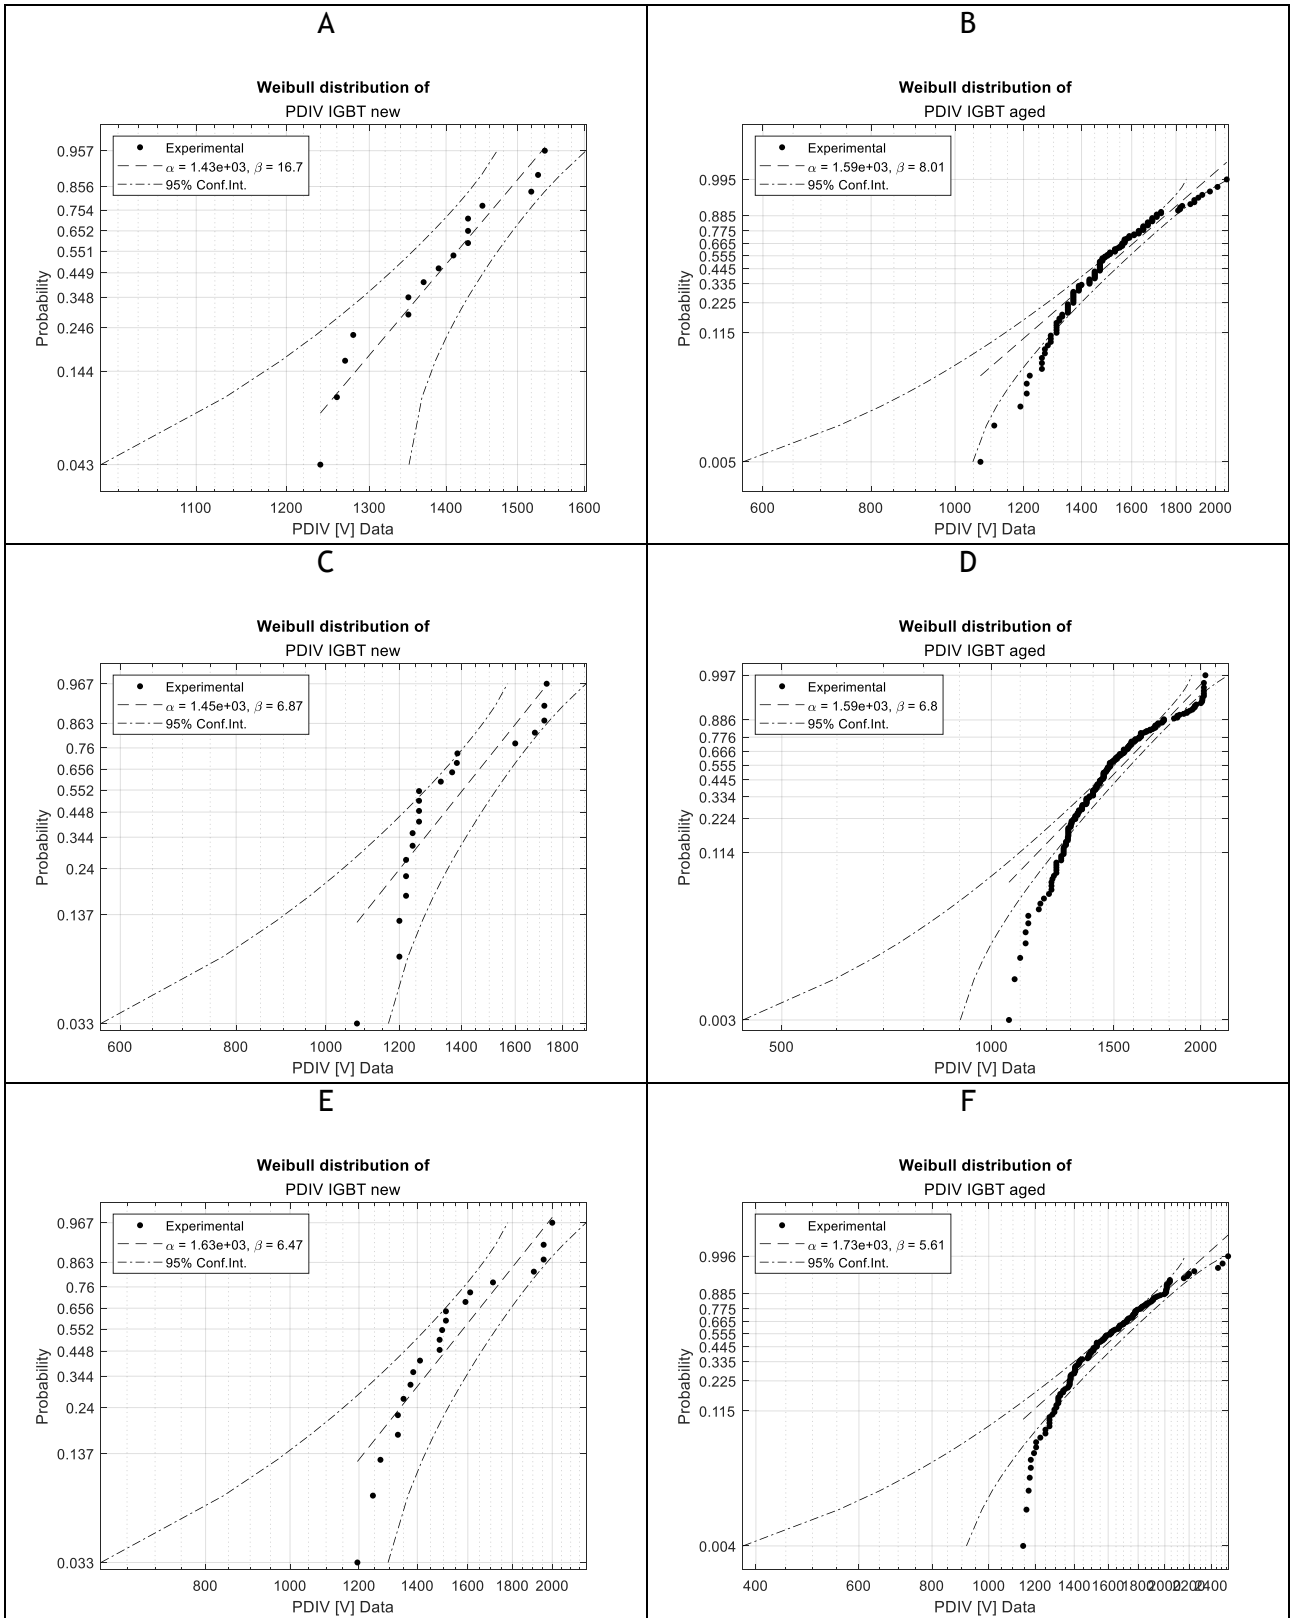 A
Weibull distribution of
PDIV IGBT new
Experimental
α = 1.43e+03, β = 16.7
95% Conf.Int.
0.957
0.856
0.754
0.652
0.551
0.449
0.348
0.246
0.144
0.043
Probability
1100 1200 1300 1400 1500 1600
PDIV [V] Data
B
Weibull distribution of
PDIV IGBT aged
Experimental
α = 1.59e+03, β = 8.01
95% Conf.Int.
0.995
0.885
0.775
0.665
0.555
0.445
0.335
0.225
0.115
0.005
Probability
600 800 1000 1200 1400 1600 1800 2000
PDIV [V] Data
C
Weibull distribution of
PDIV IGBT new
Experimental
α = 1.45e+03, β = 6.87
95% Conf.Int.
0.967
0.863
0.76
0.656
0.552
0.448
0.344
0.24
0.137
0.033
Probability
600 800 1000 1200 1400 1600 1800
PDIV [V] Data
D
Weibull distribution of
PDIV IGBT aged
Experimental
α = 1.59e+03, β = 6.8
95% Conf.Int.
0.997
0.886
0.776
0.666
0.555
0.445
0.334
0.224
0.114
0.003
Probability
500 1000 1500 2000
PDIV [V] Data
E
Weibull distribution of
PDIV IGBT new
Experimental
α = 1.63e+03, β = 6.47
95% Conf.Int.
0.967
0.863
0.76
0.656
0.552
0.448
0.344
0.24
0.137
0.033
Probability
800 1000 1200 1400 1600 1800 2000
PDIV [V] Data
F
Weibull distribution of
PDIV IGBT aged
Experimental
α = 1.73e+03, β = 5.61
95% Conf.Int.
0.996
0.885
0.775
0.665
0.555
0.445
0.335
0.225
0.115
0.004
Probability
400 600 800 1000 1200 1400 1600 1800 2000 2200 2400
PDIV [V] Data